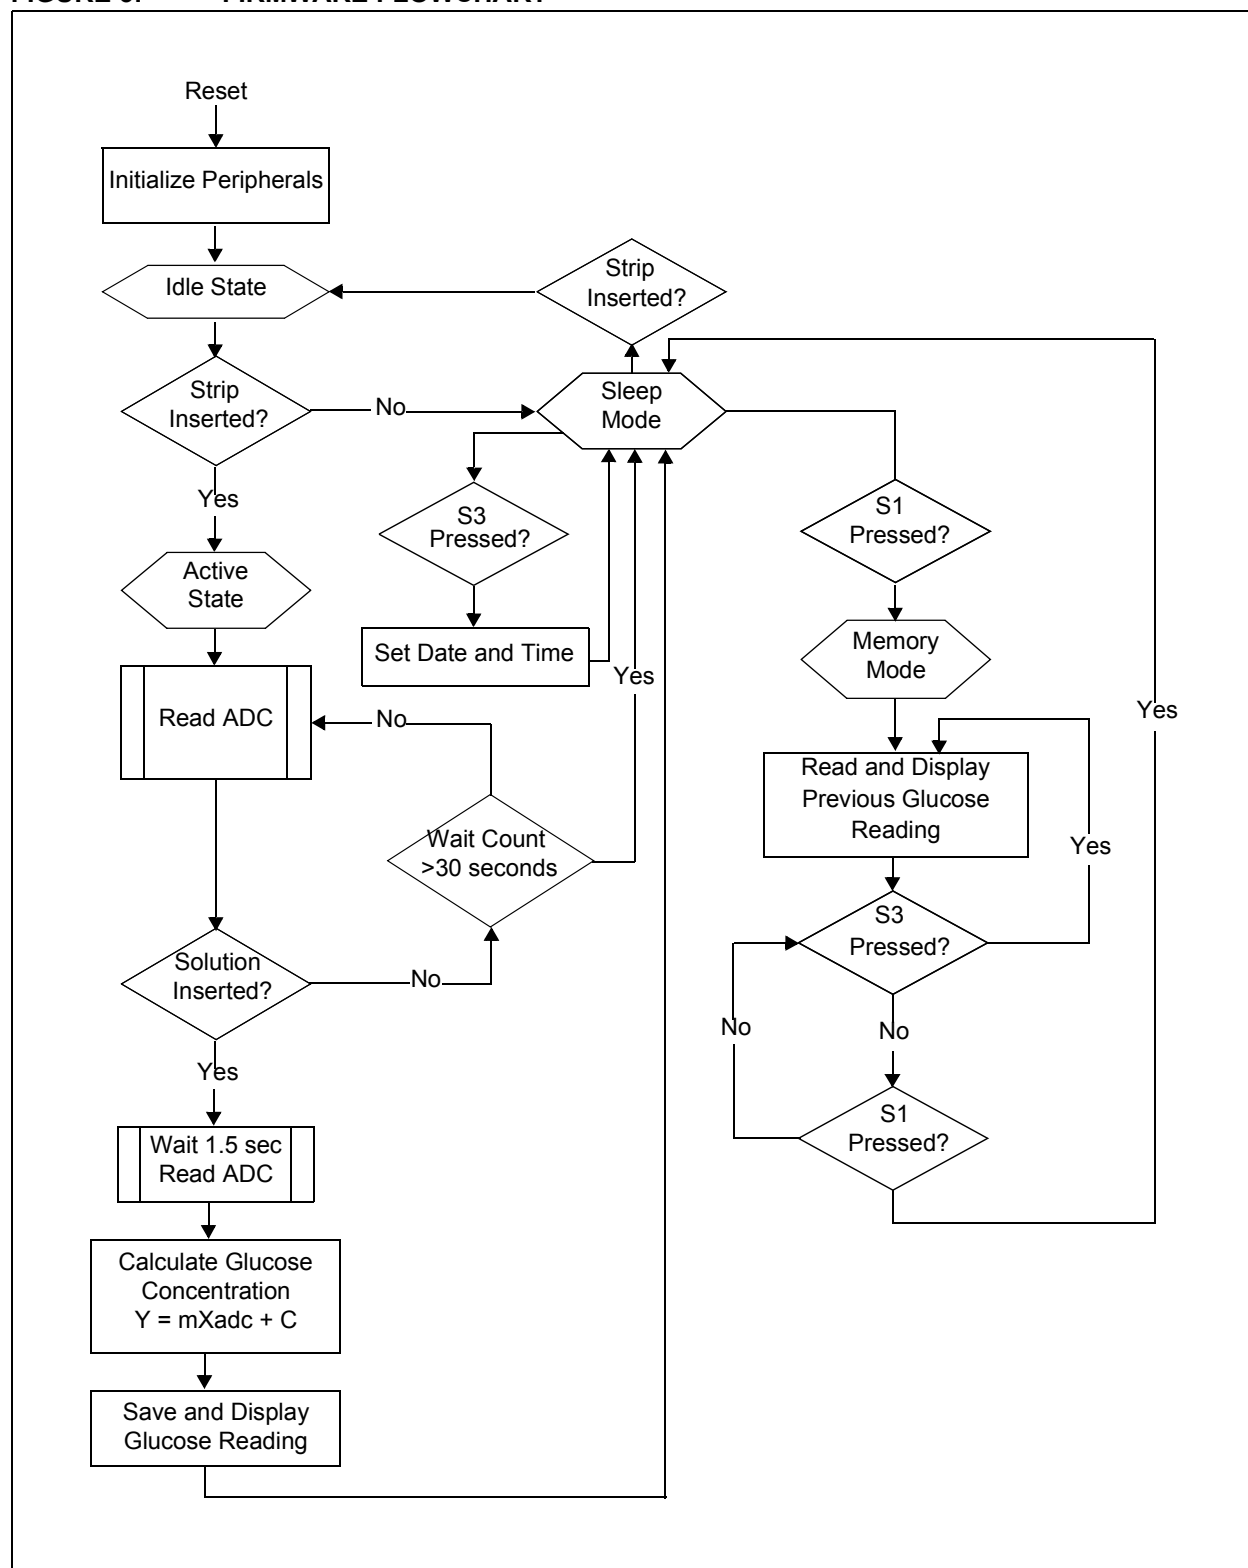 FIGURE 8: FIRMWARE FLOWCHART
Reset
Initialize Peripherals
Idle State
Strip
Inserted?
Strip
Inserted?
No
Sleep
Mode
Yes
S3
Pressed?
S1
Pressed?
Active
State
Set Date and Time
Memory
Mode
Yes
Read ADC
No
Yes
Read and Display
Previous Glucose
Reading
Wait Count
>30 seconds
Yes
S3
Pressed?
Solution
Inserted?
No
No
No
Yes
S1
Pressed?
Wait 1.5 sec
Read ADC
Calculate Glucose
Concentration
Y = mXadc + C
Save and Display
Glucose Reading